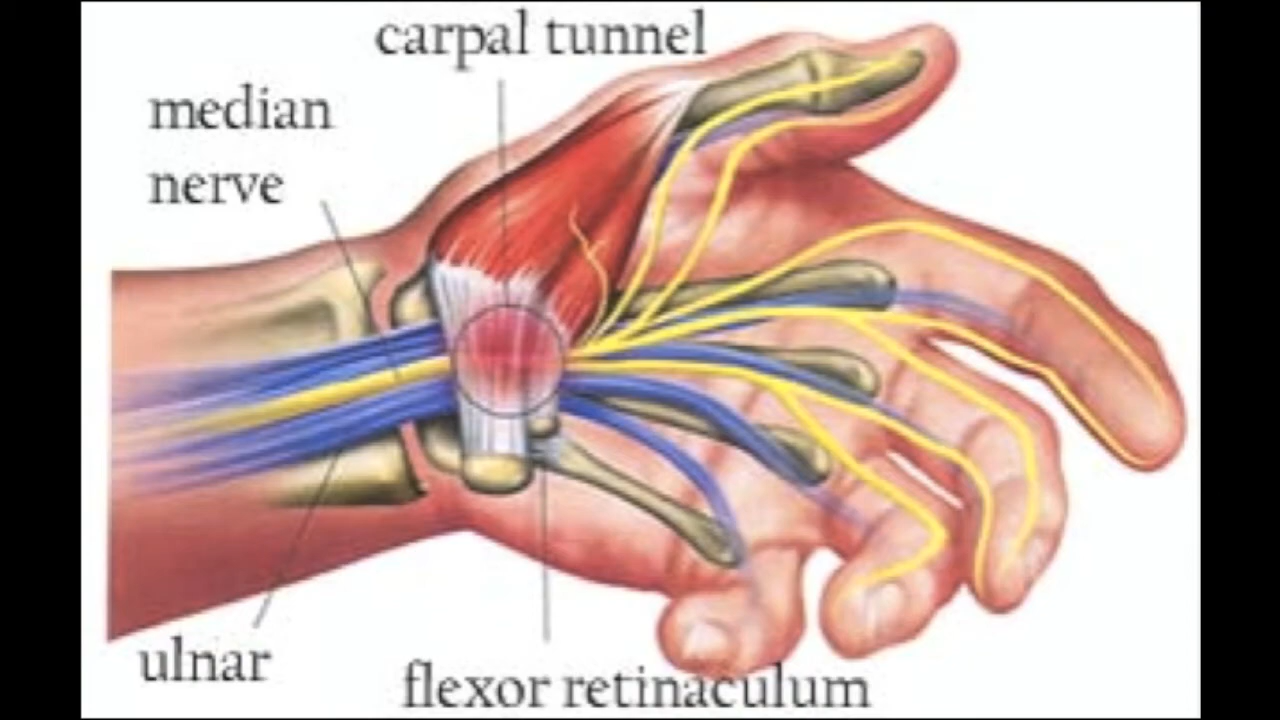 carpal tunnel
median
nerve
ulnar
flexor retinaculum